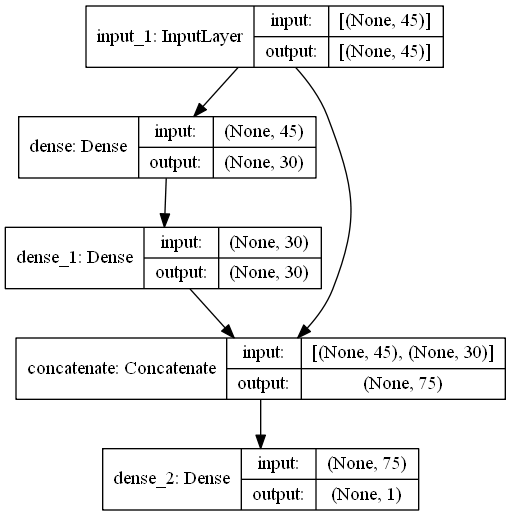 input_1: InputLayer
input: [(None, 45)]
output: [(None, 45)]
dense: Dense
input: (None, 45)
output: (None, 30)
dense_1: Dense
input: (None, 30)
output: (None, 30)
concatenate: Concatenate
input: [(None, 45), (None, 30)]
output: (None, 75)
dense_2: Dense
input: (None, 75)
output: (None, 1)